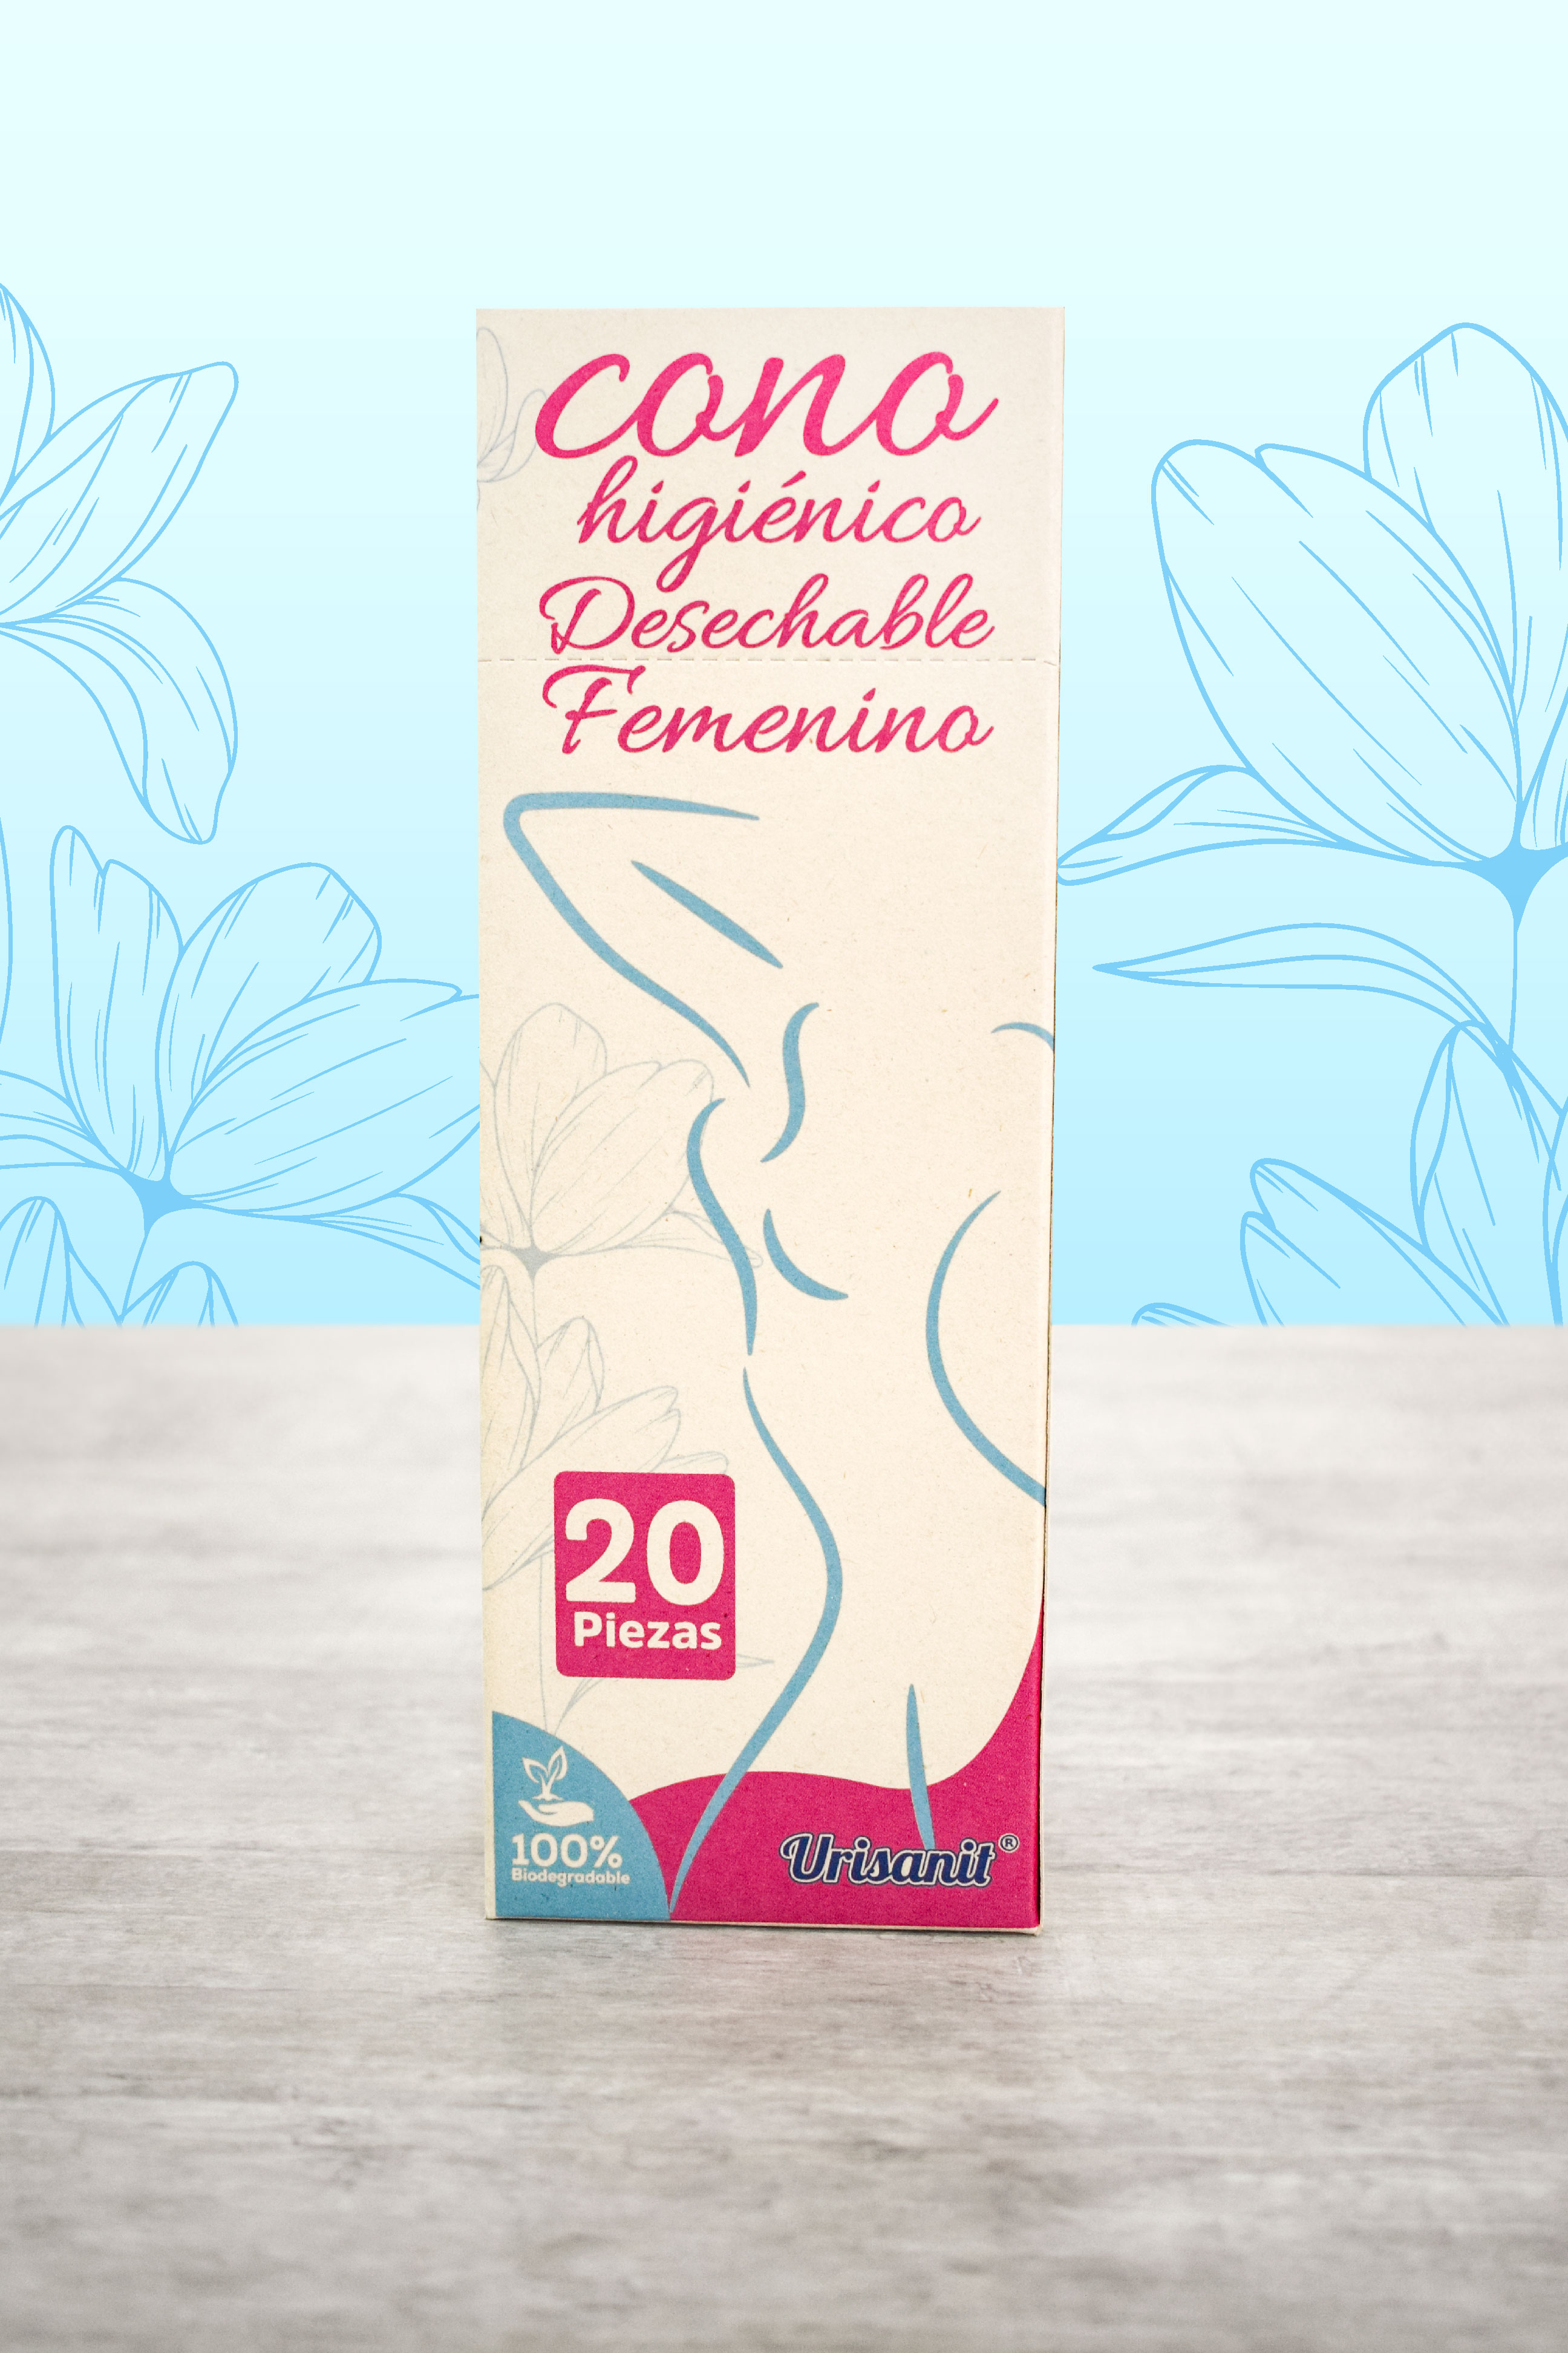 cono
higiénico
Desechable
Femenino
20
Piezas
100%
Biodegradable
Urisanit®